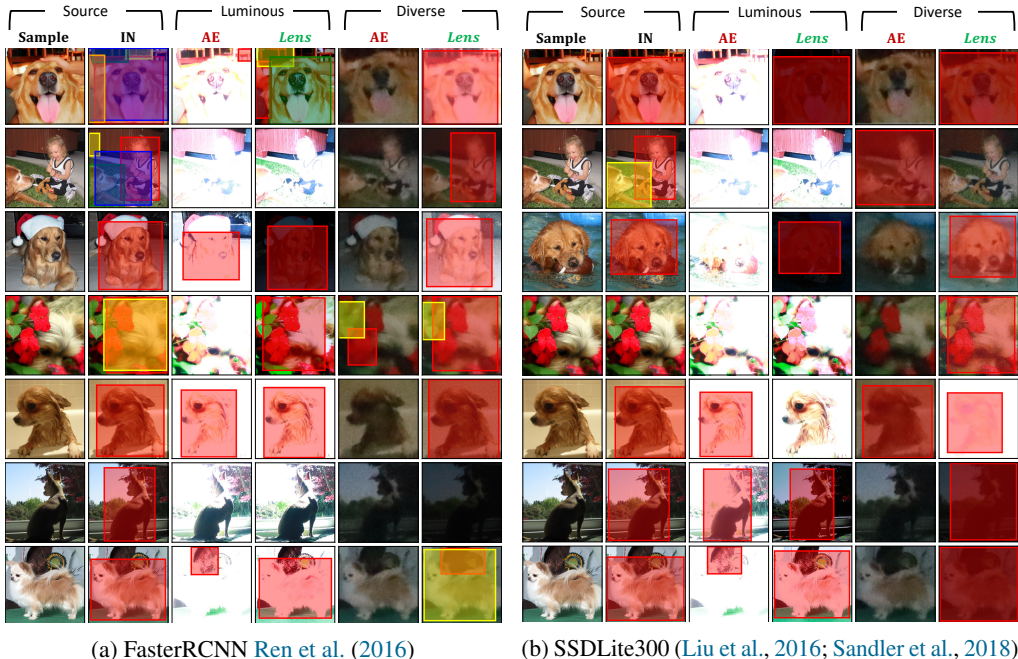 Source Luminous Diverse Source Luminous Diverse
Sample IN AE Lens AE Lens Sample IN AE Lens AE Lens
(a) FasterRCNN Ren et al. (2016) (b) SSDLite300 (Liu et al., 2016; Sandler et al., 2018)